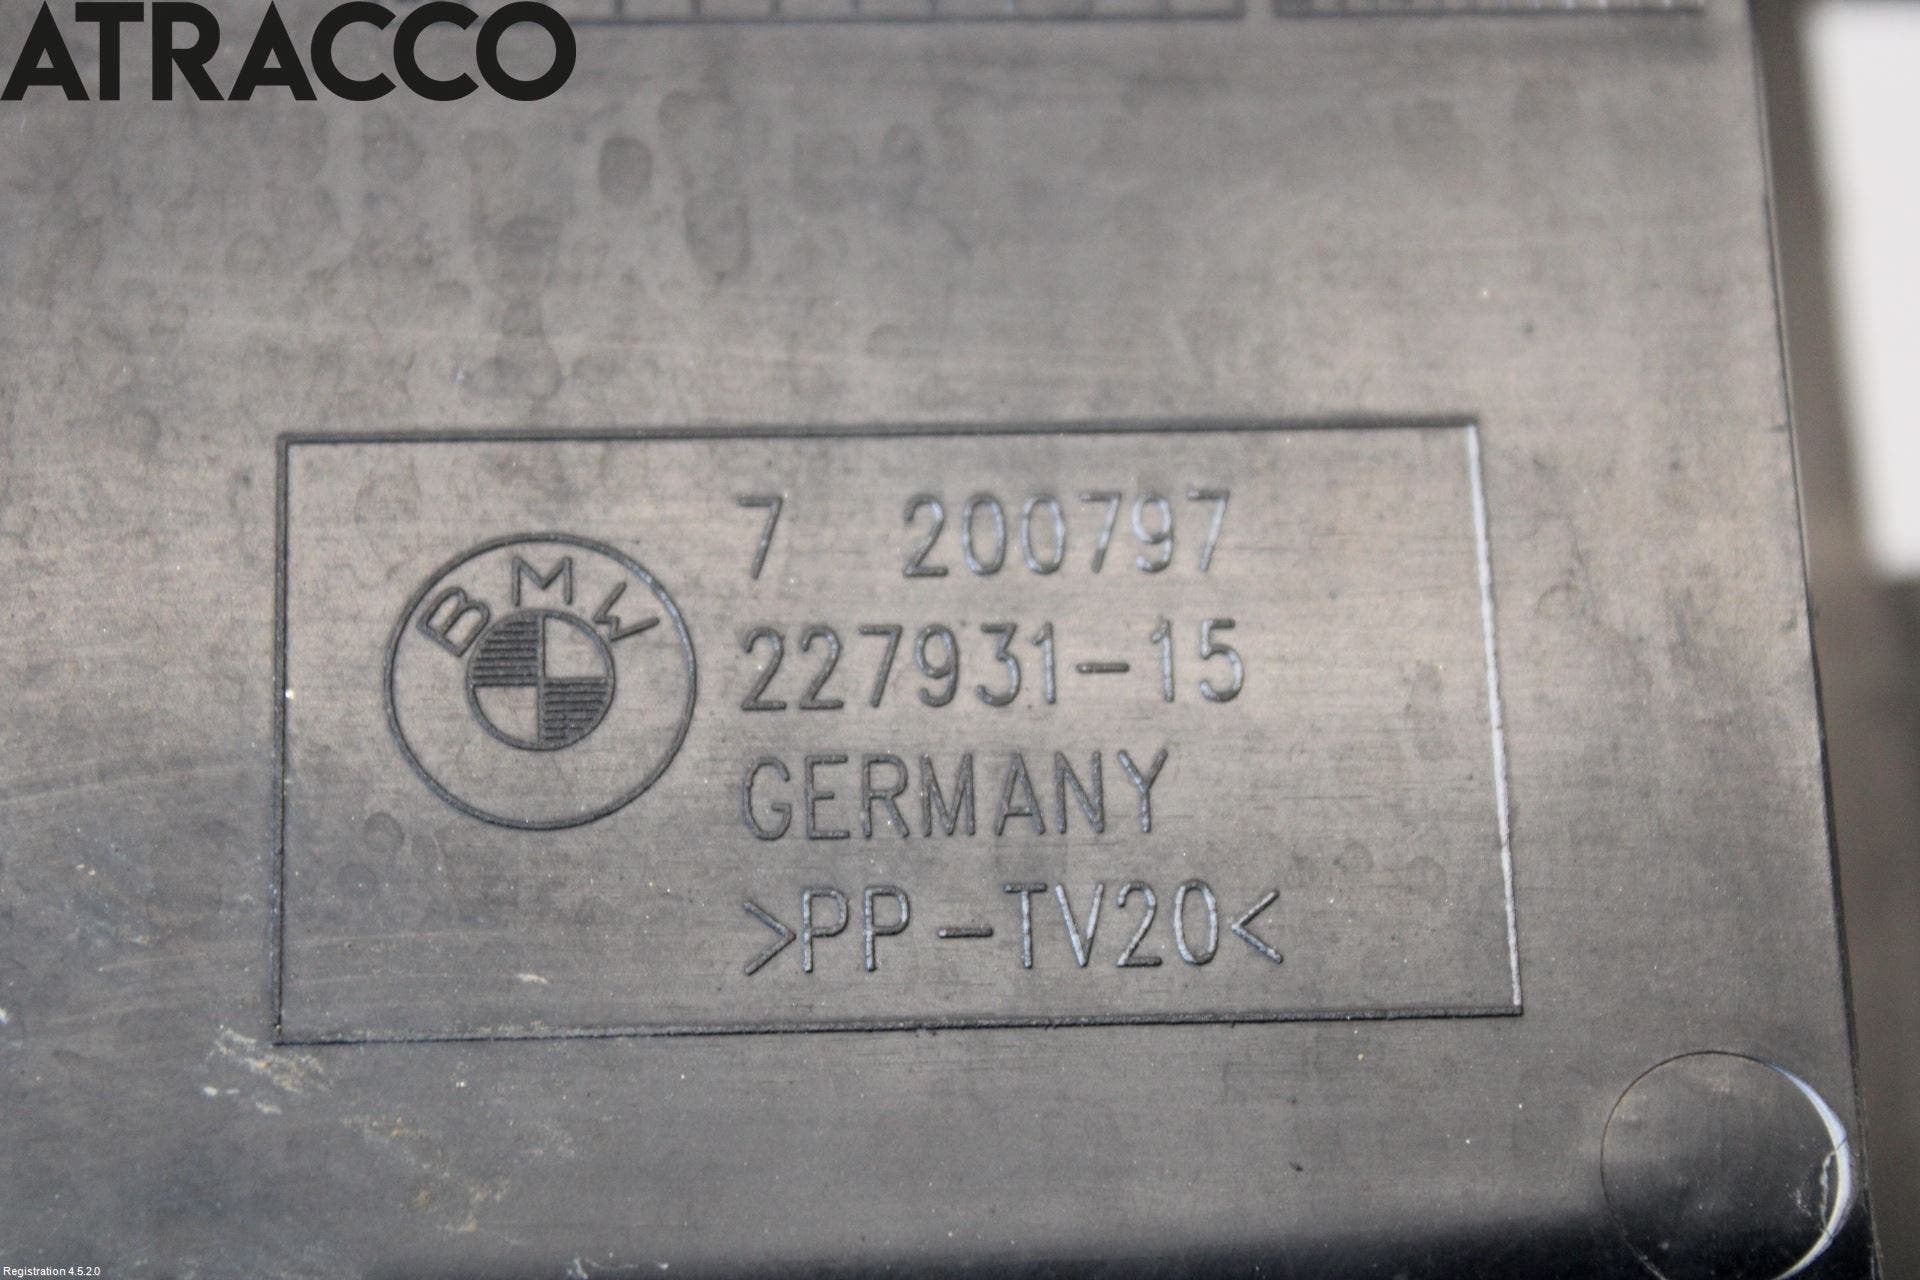 ATRACCO
BMW
7 200797
227931-15
GERMANY
>PP-TV20<
Registration 4.5.2.0